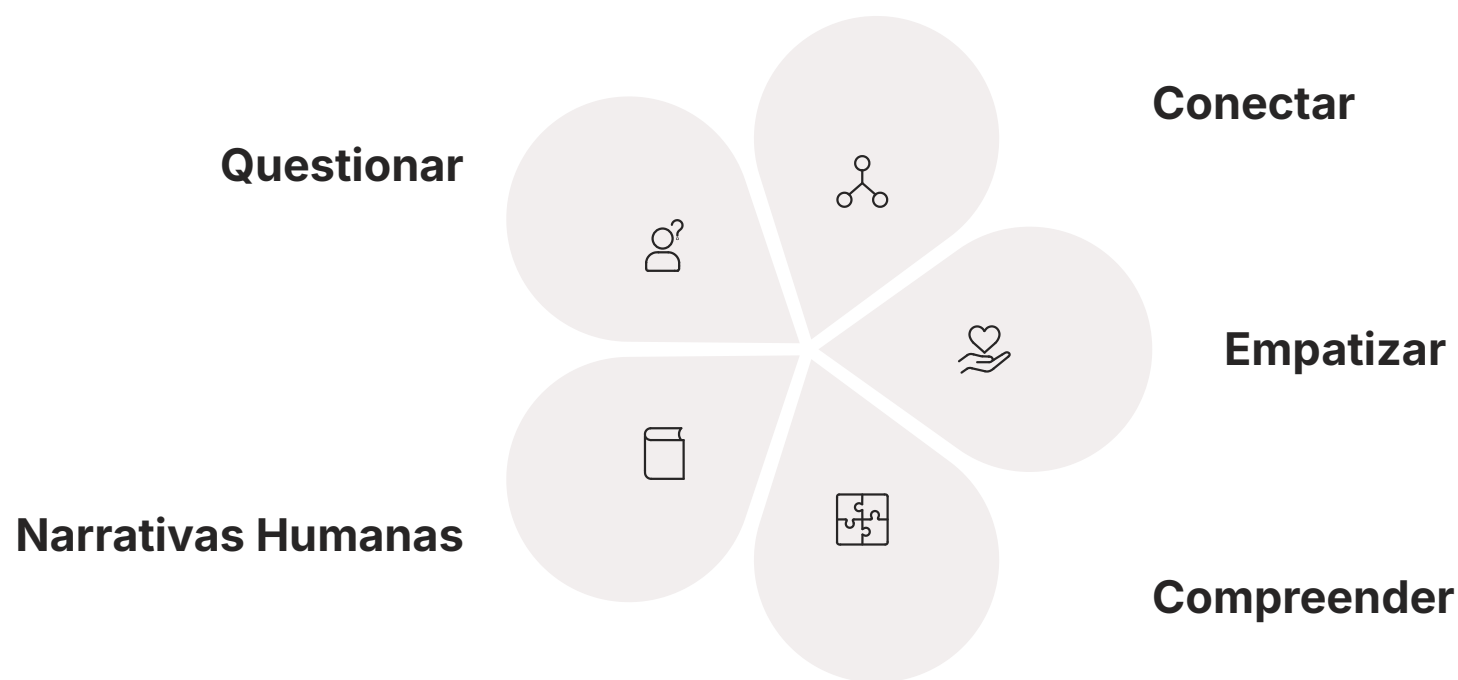 Conectar
Questionar
Empatizar
Narrativas Humanas
Compreender